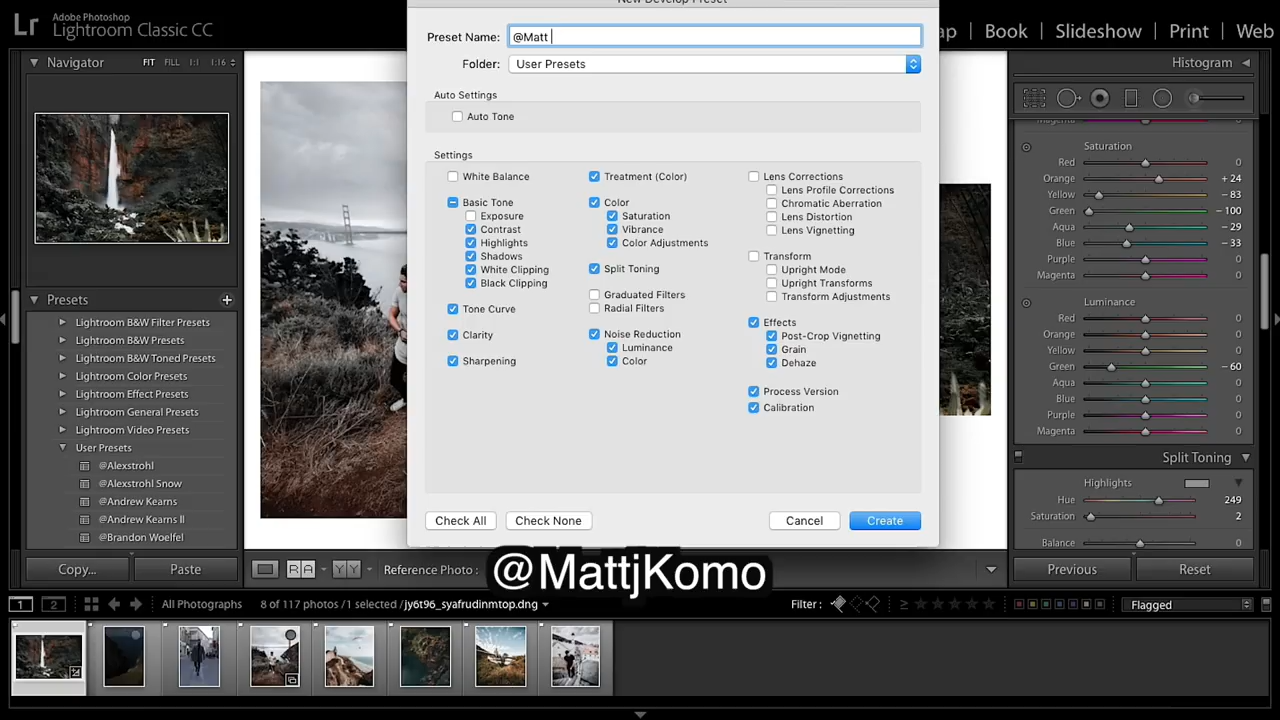 New Develop Preset
Lr
Adobe Photoshop
Lightroom Classic CC
Map
Book
Slideshow
Print
Web
Navigator
FIT
FILL
1:1
1:16
Presets
Lightroom B&W Filter Presets
Lightroom B&W Presets
Lightroom B&W Toned Presets
Lightroom Color Presets
Lightroom Effect Presets
Lightroom General Presets
Lightroom Video Presets
User Presets
@Alexstrohl
@Alexstrohl Snow
@Andrew Kearns
@Andrew Kearns II
@Brandon Woelfel
Copy...
Paste
Preset Name: @Matt
Folder: User Presets
Auto Settings
Auto Tone
Settings
White Balance
Basic Tone
Exposure
Contrast
Highlights
Shadows
White Clipping
Black Clipping
Tone Curve
Clarity
Sharpening
Treatment (Color)
Color
Saturation
Vibrance
Color Adjustments
Split Toning
Graduated Filters
Radial Filters
Noise Reduction
Luminance
Color
Lens Corrections
Lens Profile Corrections
Chromatic Aberration
Lens Distortion
Lens Vignetting
Transform
Upright Mode
Upright Transforms
Transform Adjustments
Effects
Post-Crop Vignetting
Grain
Dehaze
Process Version
Calibration
Check All
Check None
Cancel
Create
@MattjKomo
Histogram
Magenta 0
Saturation
Red 0
Orange + 24
Yellow – 83
Green – 100
Aqua – 29
Blue – 33
Purple 0
Magenta 0
Luminance
Red 0
Orange 0
Yellow 0
Green – 60
Aqua 0
Blue 0
Purple 0
Magenta 0
Split Toning
Highlights
Hue 249
Saturation 2
Balance 0
Previous
Reset
RA
YY
Reference Photo :
1
2
All Photographs
8 of 117 photos /1 selected /jy6t96_syafrudinmtop.dng
Filter :
≥
Flagged